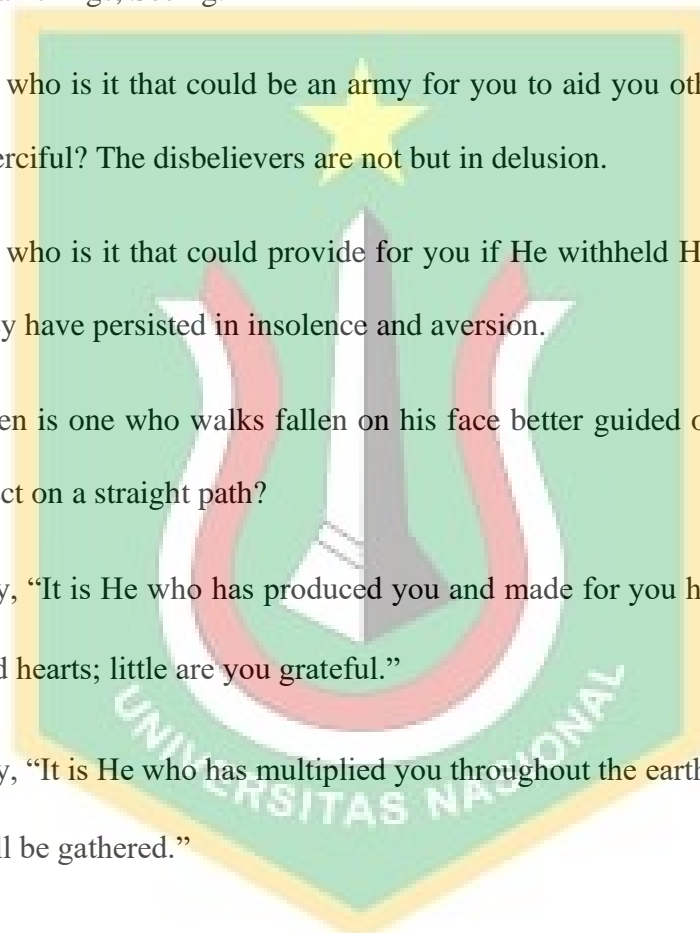 who is it that could be an army for you to aid you oth
erciful? The disbelievers are not but in delusion.
who is it that could provide for you if He withheld H
y have persisted in insolence and aversion.
en is one who walks fallen on his face better guided o
ct on a straight path?
y, “It is He who has produced you and made for you h
d hearts; little are you grateful.”
y, “It is He who has multiplied you throughout the earth
ll be gathered.”
UNIVERSITAS NASIONAL